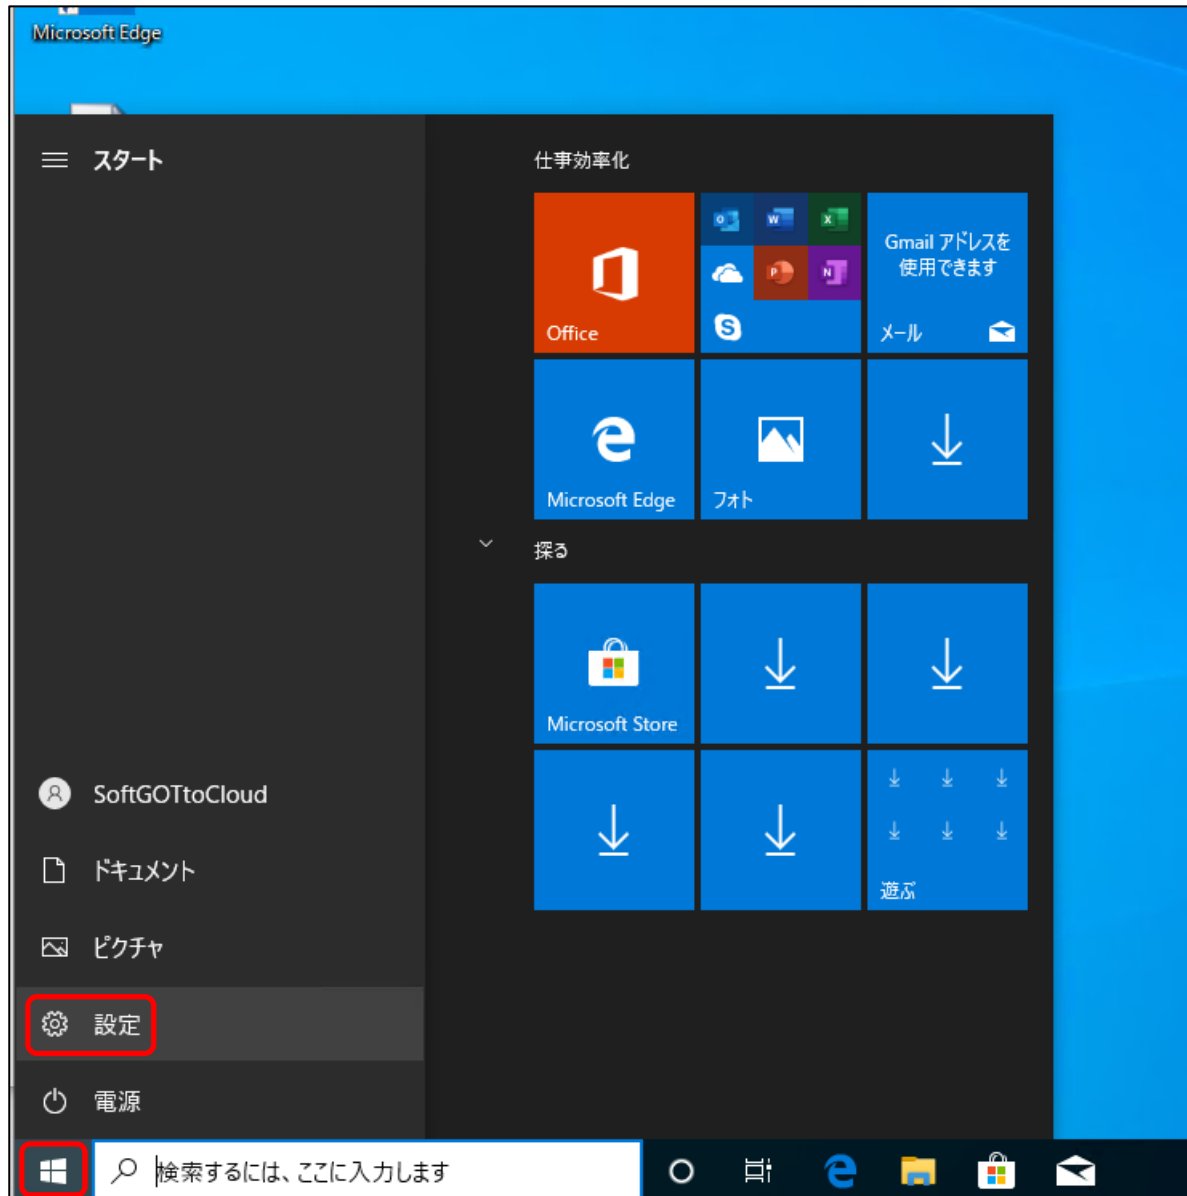 Microsoft Edge
スタート
仕事効率化
Office
Gmail アドレスを
使用できます
メール
Microsoft Edge
フォト
探る
Microsoft Store
遊ぶ
SoftGOTtoCloud
ドキュメント
ピクチャ
設定
電源
検索するには、ここに入力します